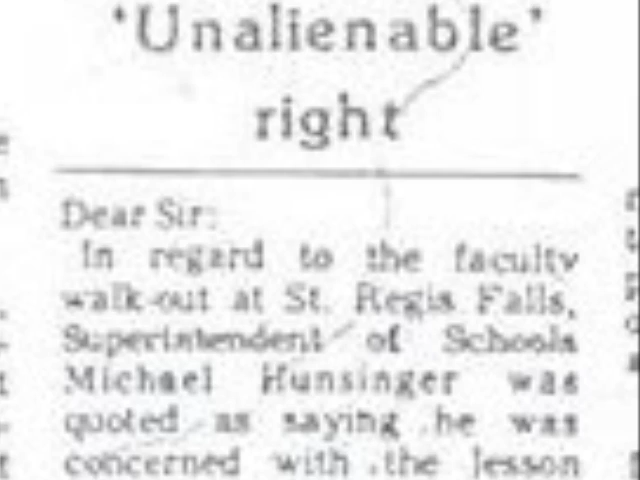 'Unalienable'
right
Dear Sir:
In regard to the faculty
walk-out at St. Regis Falls,
Superintendent of Schools
Michael Hunsinger was
quoted as saying he was
concerned with the lesson